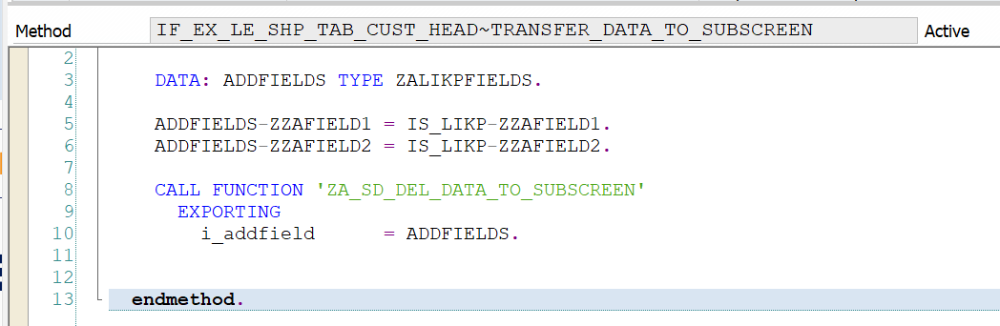 Method IF_EX_LE_SHP_TAB_CUST_HEAD~TRANSFER_DATA_TO_SUBSCREEN Active
2
3 DATA: ADDFIELDS TYPE ZALIKPFIELDS.
4
5 ADDFIELDS-ZZAFIELD1 = IS_LIKP-ZZAFIELD1.
6 ADDFIELDS-ZZAFIELD2 = IS_LIKP-ZZAFIELD2.
7
8 CALL FUNCTION 'ZA_SD_DEL_DATA_TO_SUBSCREEN'
9 EXPORTING
10 i_addfield = ADDFIELDS.
11
12
13 endmethod.